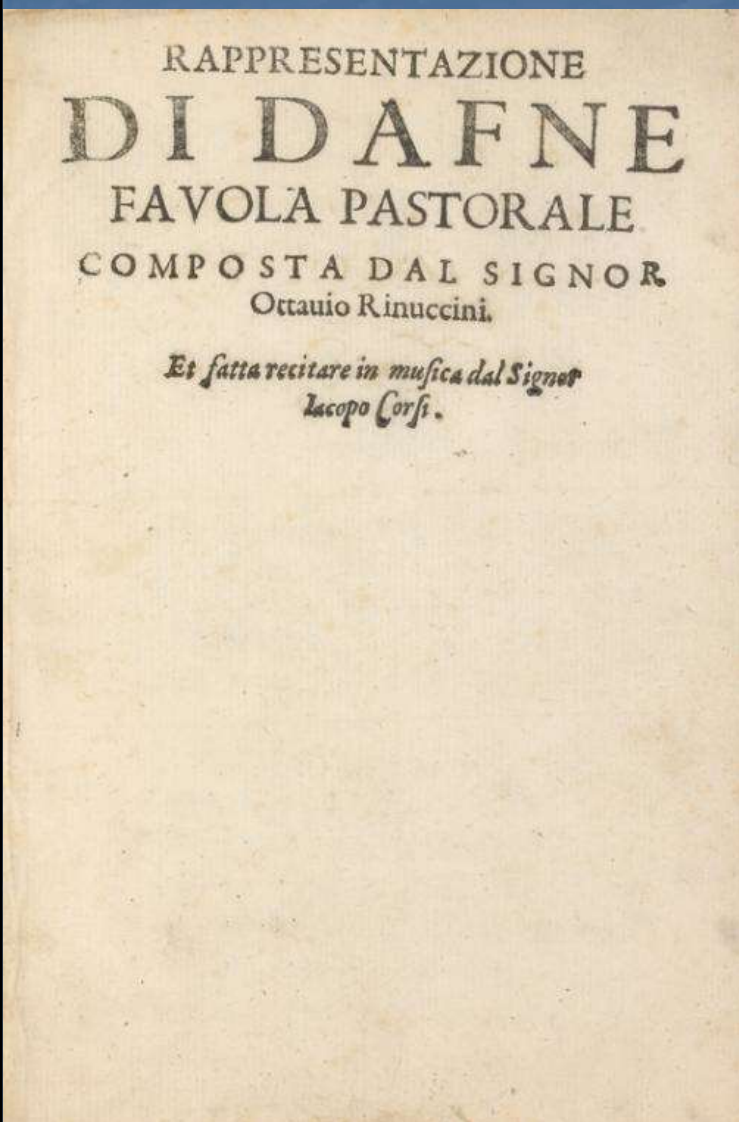 RAPPRESENTAZIONE
DI DAFNE
FAVOLA PASTORALE
COMPOSTA DAL SIGNOR
Ottauio Rinuccini.
Et fatta recitare in muſica dal Signor
Iacopo Corſi.